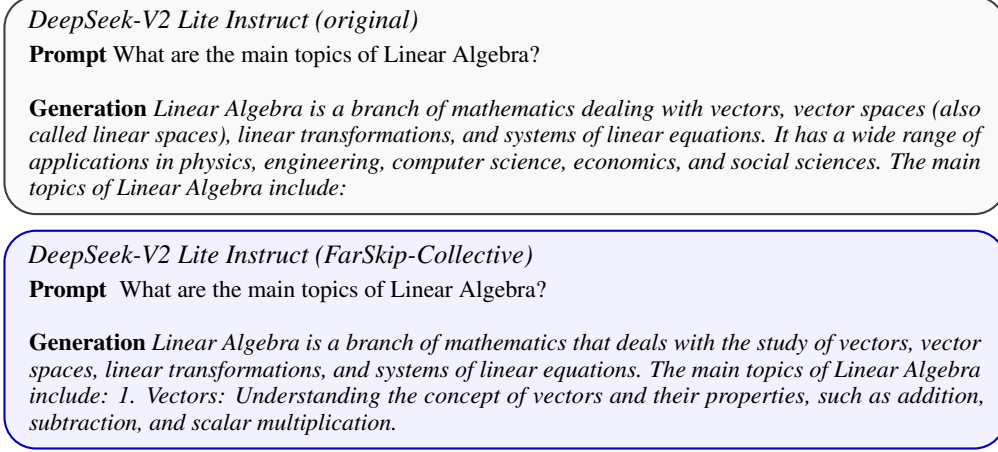 DeepSeek-V2 Lite Instruct (original)
Prompt What are the main topics of Linear Algebra?
Generation Linear Algebra is a branch of mathematics dealing with vectors, vector spaces (also
called linear spaces), linear transformations, and systems of linear equations. It has a wide range of
applications in physics, engineering, computer science, economics, and social sciences. The main
topics of Linear Algebra include:
DeepSeek-V2 Lite Instruct (FarSkip-Collective)
Prompt What are the main topics of Linear Algebra?
Generation Linear Algebra is a branch of mathematics that deals with the study of vectors, vector
spaces, linear transformations, and systems of linear equations. The main topics of Linear Algebra
include: 1. Vectors: Understanding the concept of vectors and their properties, such as addition,
subtraction, and scalar multiplication.